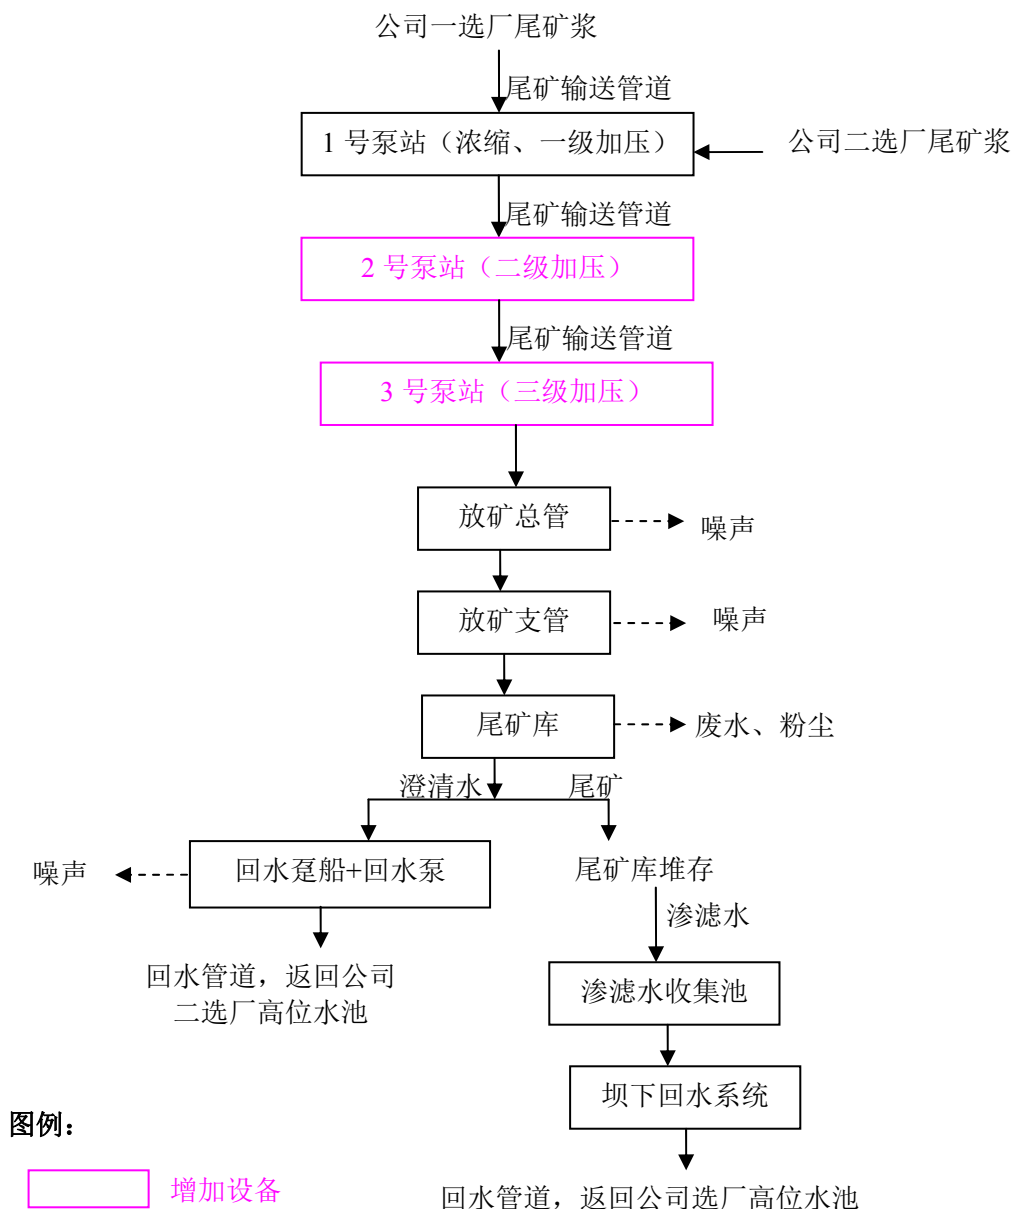 公司一选厂尾矿浆
尾矿输送管道
1 号泵站（浓缩、一级加压）
公司二选厂尾矿浆
尾矿输送管道
2 号泵站（二级加压）
尾矿输送管道
3 号泵站（三级加压）
放矿总管
噪声
放矿支管
噪声
尾矿库
废水、粉尘
澄清水
尾矿
噪声
回水趸船+回水泵
尾矿库堆存
渗滤水
回水管道，返回公司
二选厂高位水池
渗滤水收集池
坝下回水系统
图例：
增加设备
回水管道，返回公司选厂高位水池